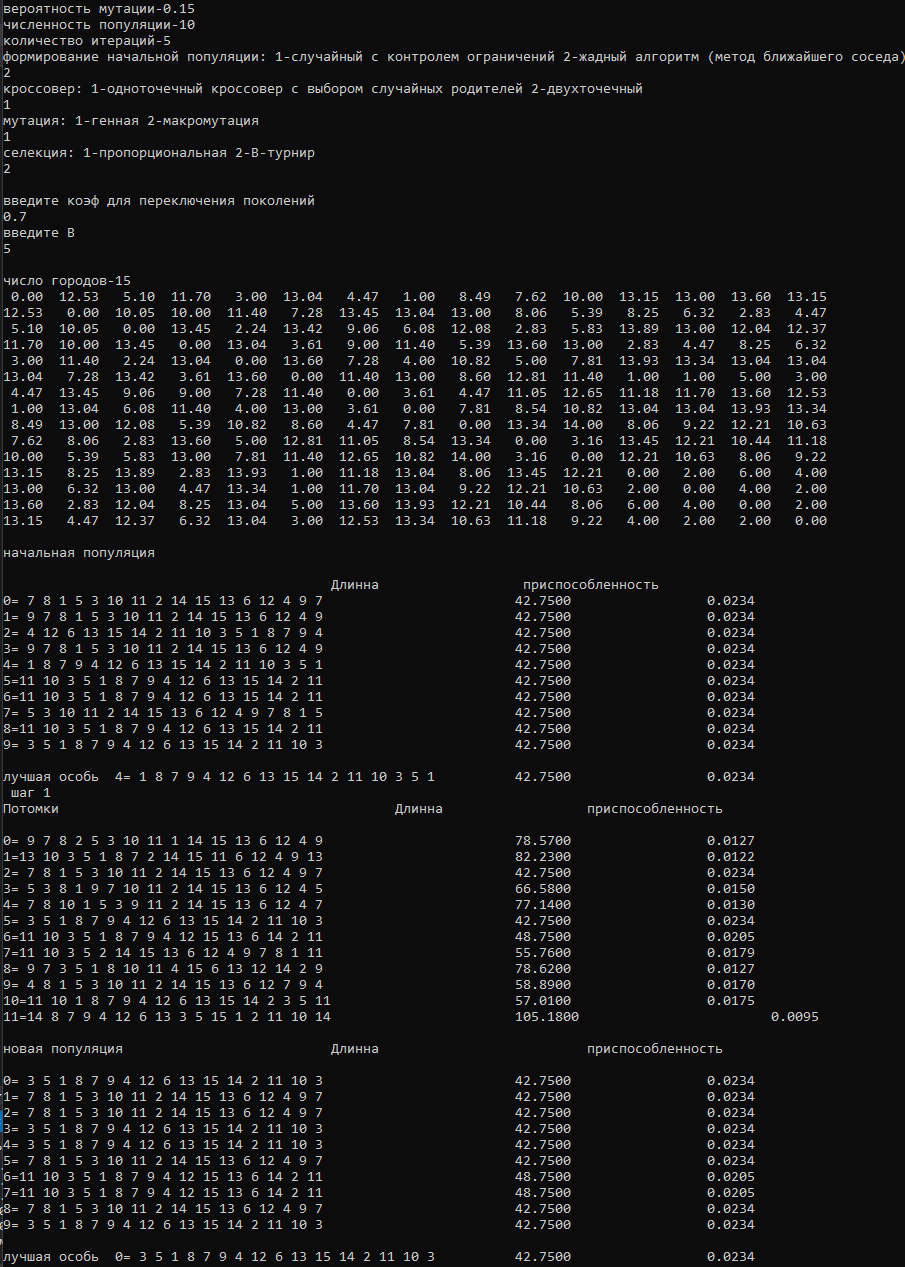 вероятность мутации-0.15
численность популяции-10
количество итераций-5
формирование начальной популяции: 1-случайный с контролем ограничений 2-жадный алгоритм (метод ближайшего соседа)
2
кроссовер: 1-одноточечный кроссовер с выбором случайных родителей 2-двухточечный
1
мутация: 1-генная 2-макромутация
1
селекция: 1-пропорциональная 2-В-турнир
2
введите коэф для переключения поколений
0.7
введите В
5
число городов-15
0.00 12.53 5.10 11.70 3.00 13.04 4.47 1.00 8.49 7.62 10.00 13.15 13.00 13.60 13.15
12.53 0.00 10.05 10.00 11.40 7.28 13.45 13.04 13.00 8.06 5.39 8.25 6.32 2.83 4.47
5.10 10.05 0.00 13.45 2.24 13.42 9.06 6.08 12.08 2.83 5.83 13.89 13.00 12.04 12.37
11.70 10.00 13.45 0.00 13.04 3.61 9.00 11.40 5.39 13.60 13.00 2.83 4.47 8.25 6.32
3.00 11.40 2.24 13.04 0.00 13.60 7.28 4.00 10.82 5.00 7.81 13.93 13.34 13.04 13.04
13.04 7.28 13.42 3.61 13.60 0.00 11.40 13.00 8.60 12.81 11.40 1.00 1.00 5.00 3.00
4.47 13.45 9.06 9.00 7.28 11.40 0.00 3.61 4.47 11.05 12.65 11.18 11.70 13.60 12.53
1.00 13.04 6.08 11.40 4.00 13.00 3.61 0.00 7.81 8.54 10.82 13.04 13.04 13.93 13.34
8.49 13.00 12.08 5.39 10.82 8.60 4.47 7.81 0.00 13.34 14.00 8.06 9.22 12.21 10.63
7.62 8.06 2.83 13.60 5.00 12.81 11.05 8.54 13.34 0.00 3.16 13.45 12.21 10.44 11.18
10.00 5.39 5.83 13.00 7.81 11.40 12.65 10.82 14.00 3.16 0.00 12.21 10.63 8.06 9.22
13.15 8.25 13.89 2.83 13.93 1.00 11.18 13.04 8.06 13.45 12.21 0.00 2.00 6.00 4.00
13.00 6.32 13.00 4.47 13.34 1.00 11.70 13.04 9.22 12.21 10.63 2.00 0.00 4.00 2.00
13.60 2.83 12.04 8.25 13.04 5.00 13.60 13.93 12.21 10.44 8.06 6.00 4.00 0.00 2.00
13.15 4.47 12.37 6.32 13.04 3.00 12.53 13.34 10.63 11.18 9.22 4.00 2.00 2.00 0.00
начальная популяция
Длинна приспособленность
0= 7 8 1 5 3 10 11 2 14 15 13 6 12 4 9 7 42.7500 0.0234
1= 9 7 8 1 5 3 10 11 2 14 15 13 6 12 4 9 42.7500 0.0234
2= 4 12 6 13 15 14 2 11 10 3 5 1 8 7 9 4 42.7500 0.0234
3= 9 7 8 1 5 3 10 11 2 14 15 13 6 12 4 9 42.7500 0.0234
4= 1 8 7 9 4 12 6 13 15 14 2 11 10 3 5 1 42.7500 0.0234
5=11 10 3 5 1 8 7 9 4 12 6 13 15 14 2 11 42.7500 0.0234
6=11 10 3 5 1 8 7 9 4 12 6 13 15 14 2 11 42.7500 0.0234
7= 5 3 10 11 2 14 15 13 6 12 4 9 7 8 1 5 42.7500 0.0234
8=11 10 3 5 1 8 7 9 4 12 6 13 15 14 2 11 42.7500 0.0234
9= 3 5 1 8 7 9 4 12 6 13 15 14 2 11 10 3 42.7500 0.0234
лучшая особь 4= 1 8 7 9 4 12 6 13 15 14 2 11 10 3 5 1 42.7500 0.0234
шаг 1
Потомки Длинна приспособленность
0= 9 7 8 2 5 3 10 11 1 14 15 13 6 12 4 9 78.5700 0.0127
1=13 10 3 5 1 8 7 2 14 15 11 6 12 4 9 13 82.2300 0.0122
2= 7 8 1 5 3 10 11 2 14 15 13 6 12 4 9 7 42.7500 0.0234
3= 5 3 8 1 9 7 10 11 2 14 15 13 6 12 4 5 66.5800 0.0150
4= 7 8 10 1 5 3 9 11 2 14 15 13 6 12 4 7 77.1400 0.0130
5= 3 5 1 8 7 9 4 12 6 13 15 14 2 11 10 3 42.7500 0.0234
6=11 10 3 5 1 8 7 9 4 12 15 13 6 14 2 11 48.7500 0.0205
7=11 10 3 5 2 14 15 13 6 12 4 9 7 8 1 11 55.7600 0.0179
8= 9 7 3 5 1 8 10 11 4 15 6 13 12 14 2 9 78.6200 0.0127
9= 4 8 1 5 3 10 11 2 14 15 13 6 12 7 9 4 58.8900 0.0170
10=11 10 1 8 7 9 4 12 6 13 15 14 2 3 5 11 57.0100 0.0175
11=14 8 7 9 4 12 6 13 3 5 15 1 2 11 10 14 105.1800 0.0095
новая популяция Длинна приспособленность
0= 3 5 1 8 7 9 4 12 6 13 15 14 2 11 10 3 42.7500 0.0234
1= 7 8 1 5 3 10 11 2 14 15 13 6 12 4 9 7 42.7500 0.0234
2= 7 8 1 5 3 10 11 2 14 15 13 6 12 4 9 7 42.7500 0.0234
3= 3 5 1 8 7 9 4 12 6 13 15 14 2 11 10 3 42.7500 0.0234
4= 3 5 1 8 7 9 4 12 6 13 15 14 2 11 10 3 42.7500 0.0234
5= 7 8 1 5 3 10 11 2 14 15 13 6 12 4 9 7 42.7500 0.0234
6=11 10 3 5 1 8 7 9 4 12 15 13 6 14 2 11 48.7500 0.0205
7=11 10 3 5 1 8 7 9 4 12 15 13 6 14 2 11 48.7500 0.0205
8= 7 8 1 5 3 10 11 2 14 15 13 6 12 4 9 7 42.7500 0.0234
9= 3 5 1 8 7 9 4 12 6 13 15 14 2 11 10 3 42.7500 0.0234
лучшая особь 0= 3 5 1 8 7 9 4 12 6 13 15 14 2 11 10 3 42.7500 0.0234